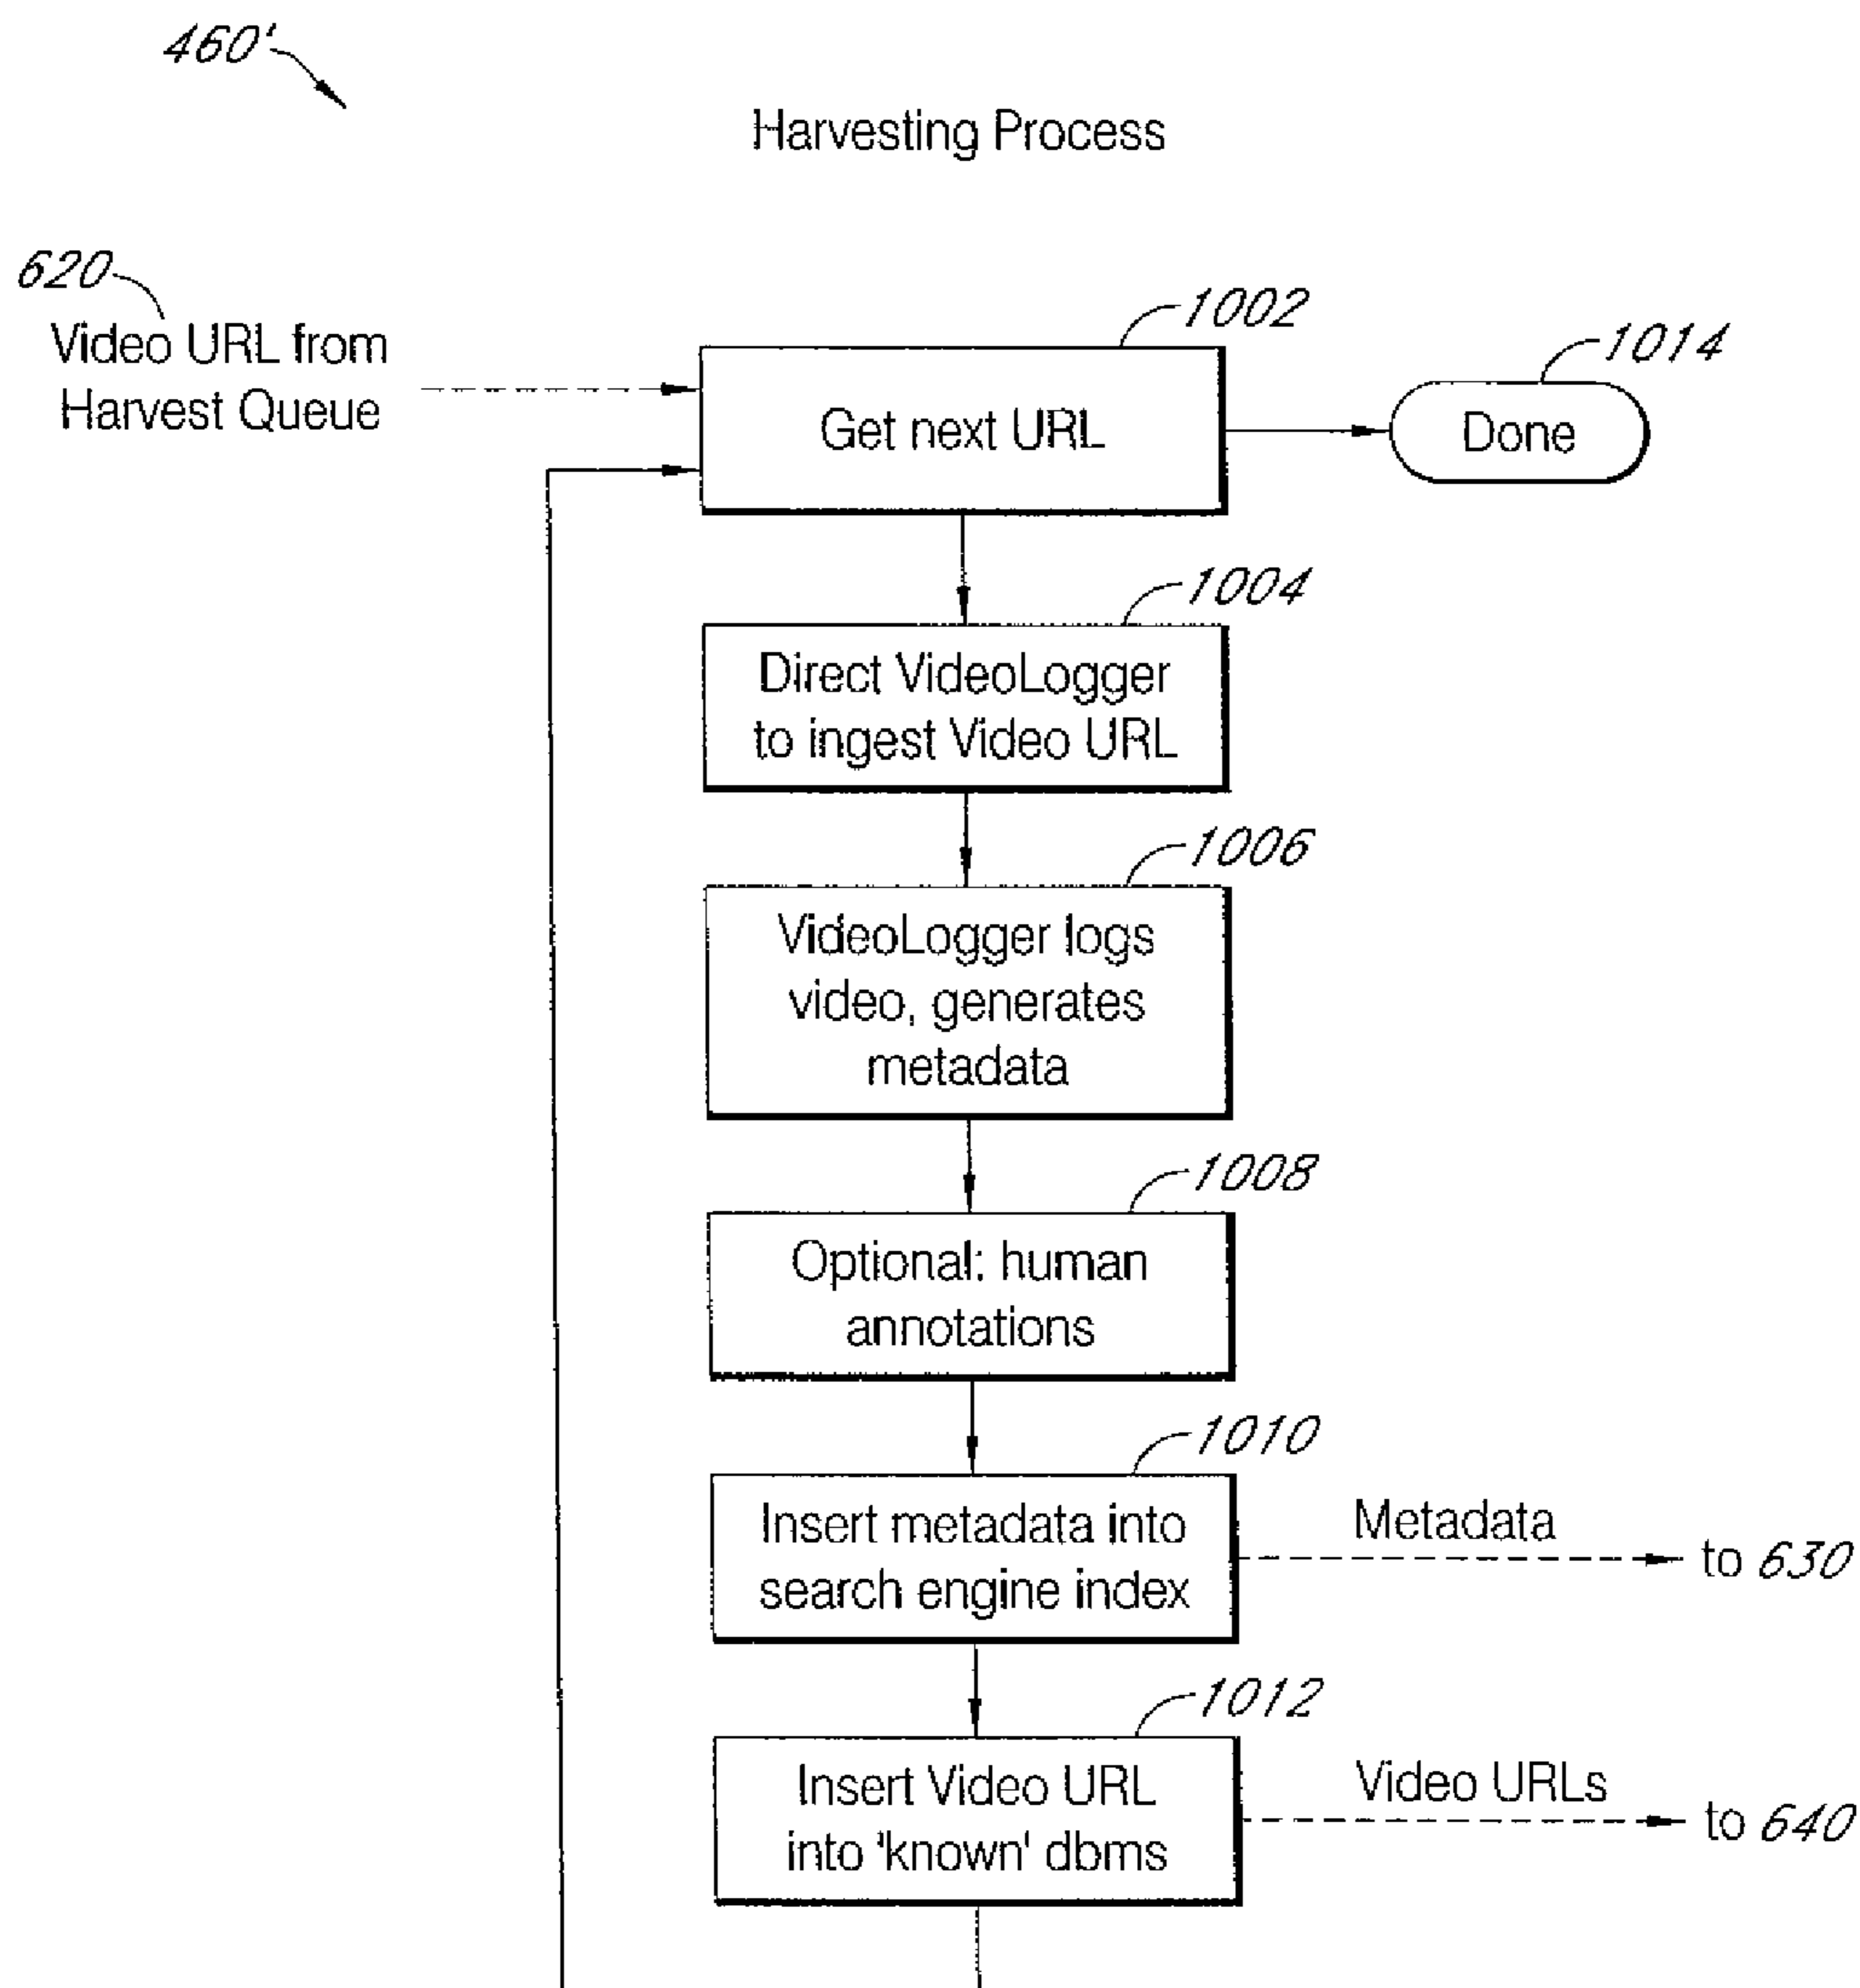 460'
Harvesting Process
620
Video URL from
Harvest Queue
1002
Get next URL
1014
Done
1004
Direct VideoLogger
to ingest Video URL
1006
VideoLogger logs
video, generates
metadata
1008
Optional: human
annotations
1010
Insert metadata into
search engine index
Metadata
to 630
1012
Insert Video URL
into 'known' dbms
Video URLs
to 640